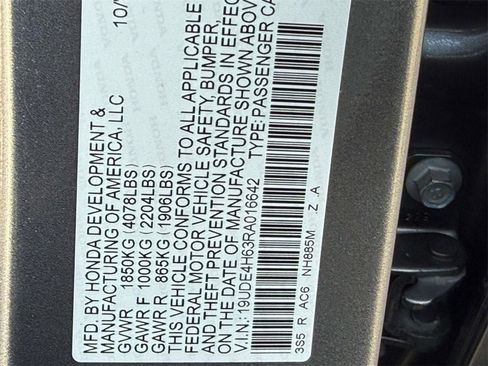 MFD. BY HONDA DEVELOPMENT & 10/
MANUFACTURING OF AMERICA, LLC
GVWR 1850KG (4078LBS)
GAWR F 1000KG (2204LBS)
GAWR R 865KG (1906LBS)
THIS VEHICLE CONFORMS TO ALL APPLICABLE
FEDERAL MOTOR VEHICLE SAFETY, BUMPER,
AND THEFT PREVENTION STANDARDS IN EFFEC
ON THE DATE OF MANUFACTURE SHOWN ABOV
V.I.N.: 19UDE4H63RA016642 TYPE: PASSENGER CA
3S5 R AC6 NH885M Z A